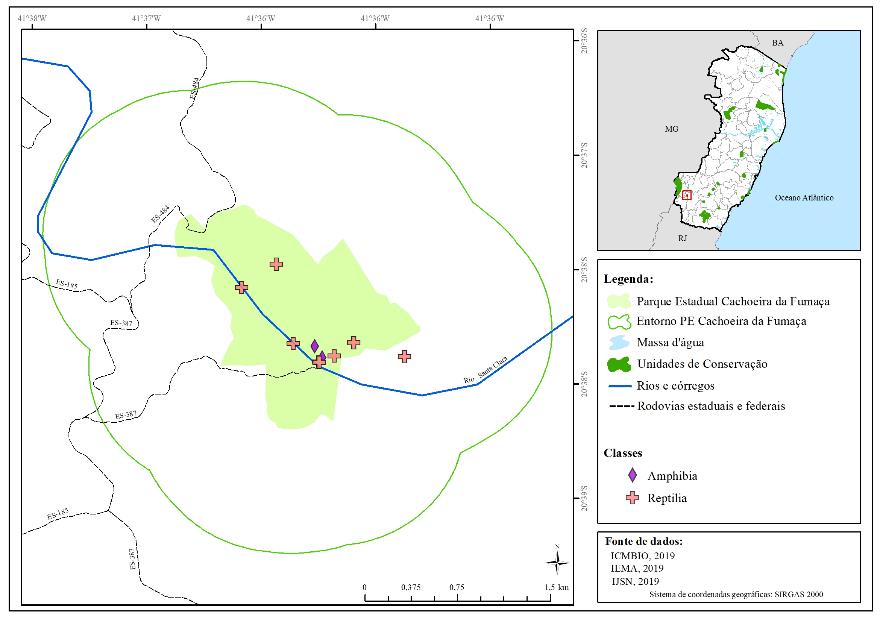 41°38'W 41°37'W 41°36'W 41°36'W 41°36'W
20°36'S
20°37'S
20°38'S
20°38'S
20°39'S
ES-484
ES-484
ES-185
ES-387
ES-387
ES-185
ES-387
Rio Santa Clara
N
0 0.375 0.75 1.5 km
BA
MG
Oceano Atlântico
RJ
Legenda:
Parque Estadual Cachoeira da Fumaça
Entorno PE Cachoeira da Fumaça
Massa d'água
Unidades de Conservação
Rios e córregos
Rodovias estaduais e federais
Classes
Amphibia
Reptilia
Fonte de dados:
ICMBIO, 2019
IEMA, 2019
IJSN, 2019
Sistema de coordenadas geográficas: SIRGAS 2000